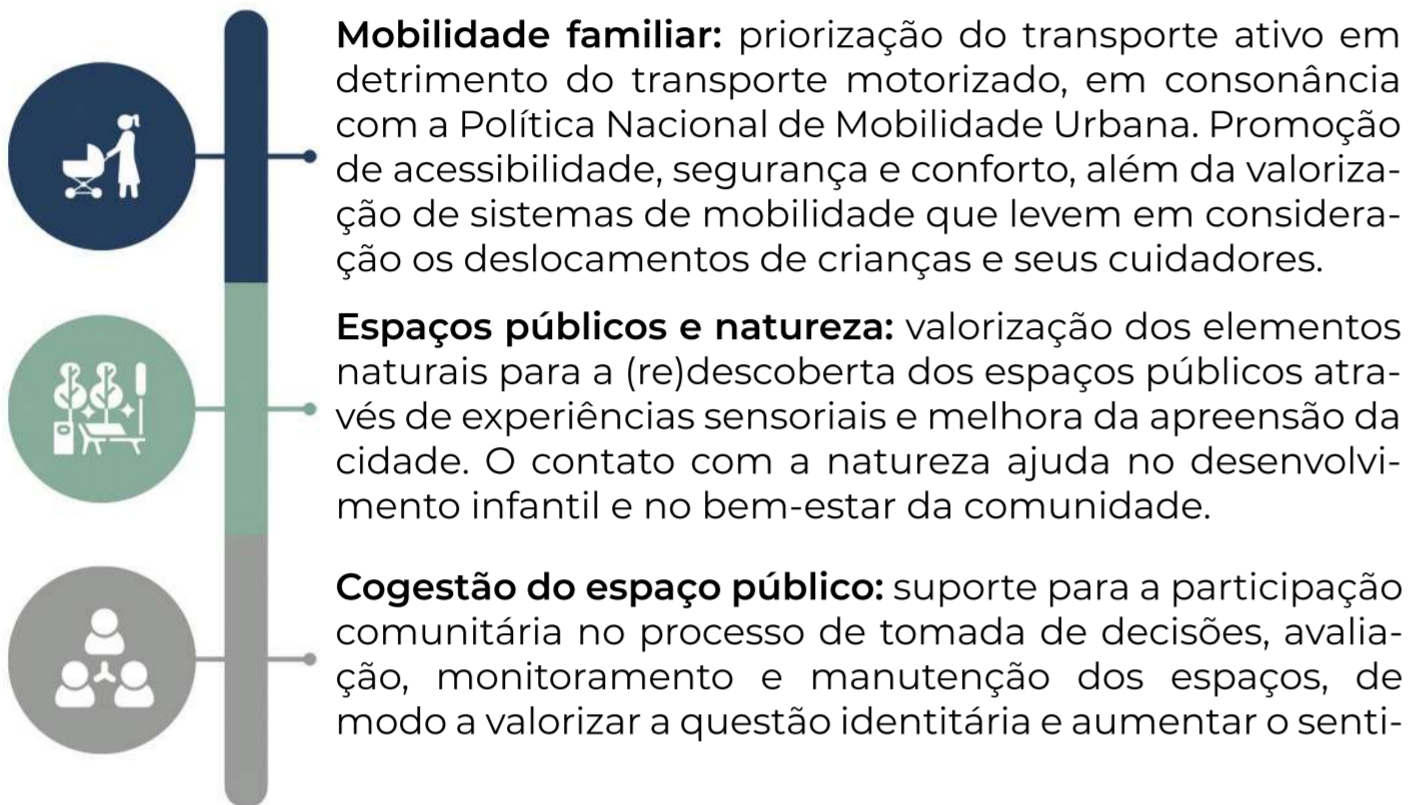 Mobilidade familiar: priorização do transporte ativo em
detrimento do transporte motorizado, em consonância
com a Política Nacional de Mobilidade Urbana. Promoção
de acessibilidade, segurança e conforto, além da valoriza-
ção de sistemas de mobilidade que levem em considera-
ção os deslocamentos de crianças e seus cuidadores.
Espaços públicos e natureza: valorização dos elementos
naturais para a (re)descoberta dos espaços públicos atra-
vés de experiências sensoriais e melhora da apreensão da
cidade. O contato com a natureza ajuda no desenvolvi-
mento infantil e no bem-estar da comunidade.
Cogestão do espaço público: suporte para a participação
comunitária no processo de tomada de decisões, avalia-
ção, monitoramento e manutenção dos espaços, de
modo a valorizar a questão identitária e aumentar o senti-